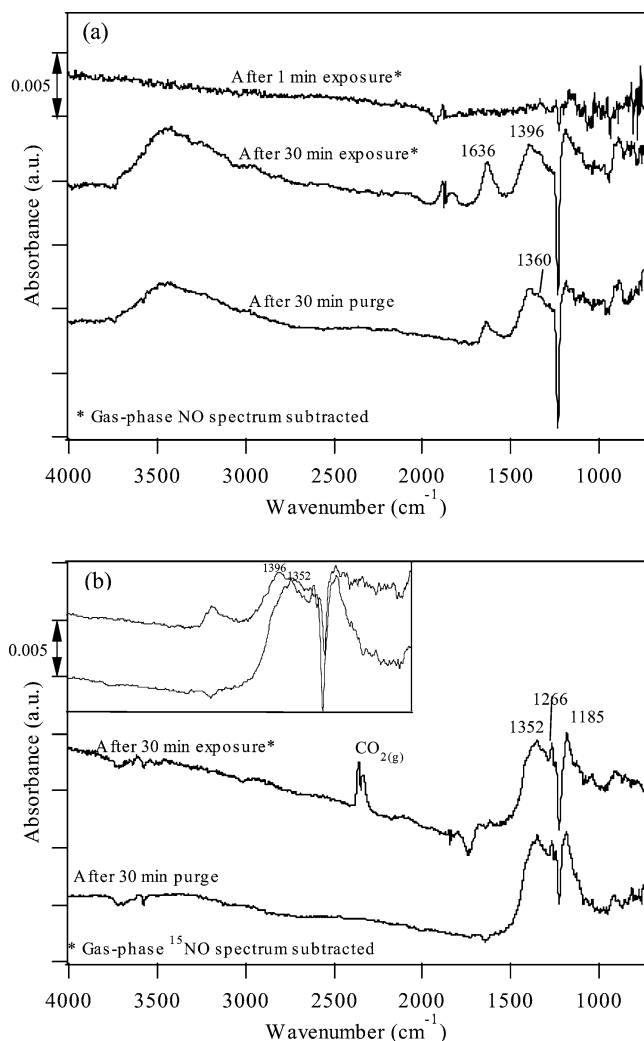 (a)
After 1 min exposure*
0.005
After 30 min exposure*
1636
1396
1360
After 30 min purge
Absorbance (a.u.)
* Gas-phase NO spectrum subtracted
4000 3500 3000 2500 2000 1500 1000
Wavenumber (cm⁻¹)
(b)
1396
1352
0.005
1266
1352
1185
After 30 min exposure*
CO₂(g)
After 30 min purge
Absorbance (a.u.)
* Gas-phase ¹⁵NO spectrum subtracted
4000 3500 3000 2500 2000 1500 1000
Wavenumber (cm⁻¹)